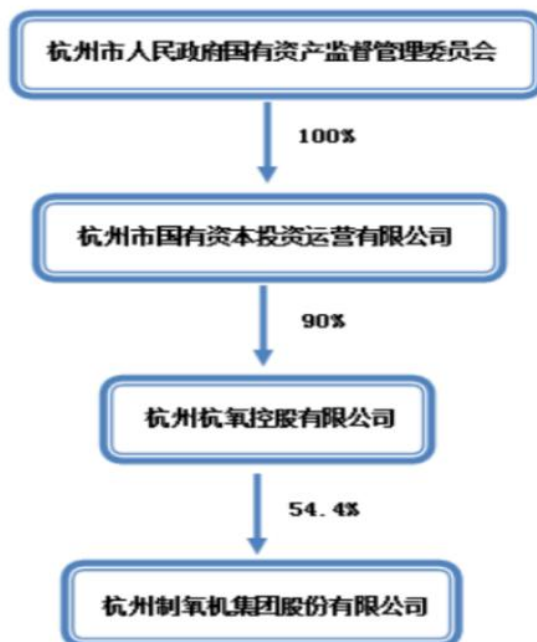 杭州市人民政府国有资产监督管理委员会
100%
杭州市国有资本投资运营有限公司
90%
杭州杭氧控股有限公司
54.4%
杭州制氧机集团股份有限公司